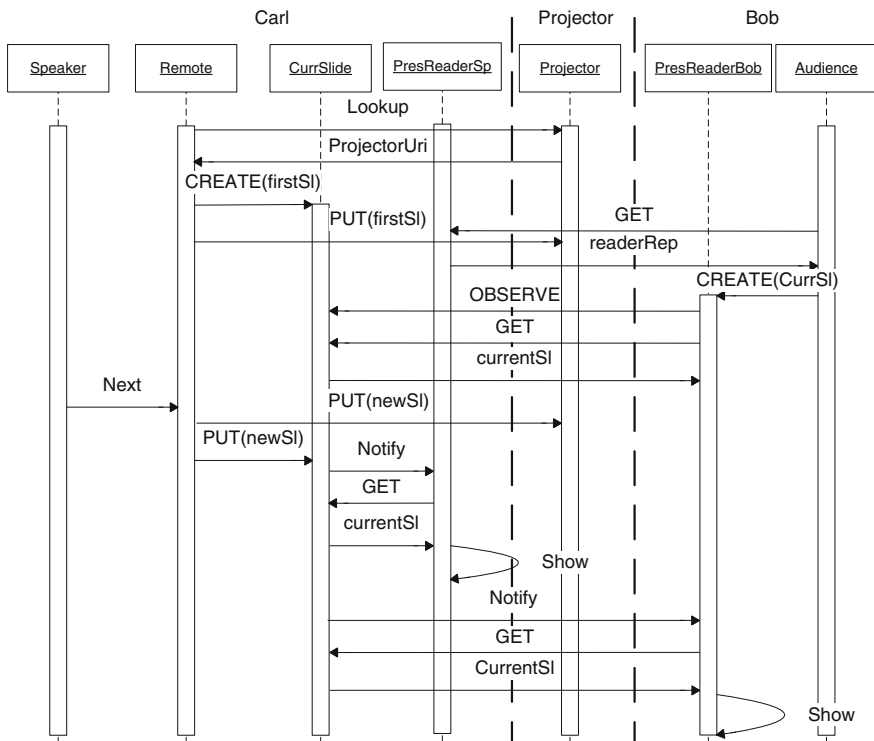 Carl
Projector
Bob
Speaker
Remote
CurrSlide
PresReaderSp
Projector
PresReaderBob
Audience
Lookup
ProjectorUri
CREATE(firstSl)
GET
PUT(firstSl)
readerRep
CREATE(CurrSl)
OBSERVE
GET
currentSl
Next
PUT(newSl)
PUT(newSl)
Notify
GET
currentSl
Show
Notify
GET
CurrentSl
Show